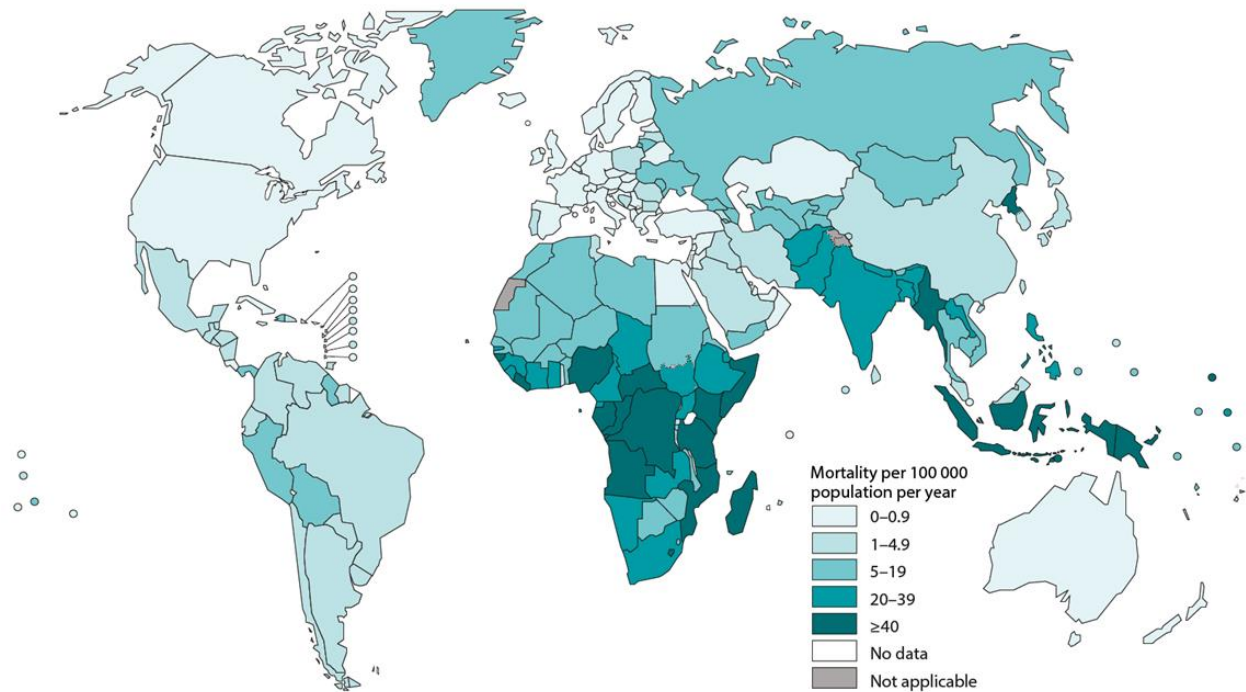 Mortality per 100 000
population per year
0–0.9
1–4.9
5–19
20–39
≥40
No data
Not applicable